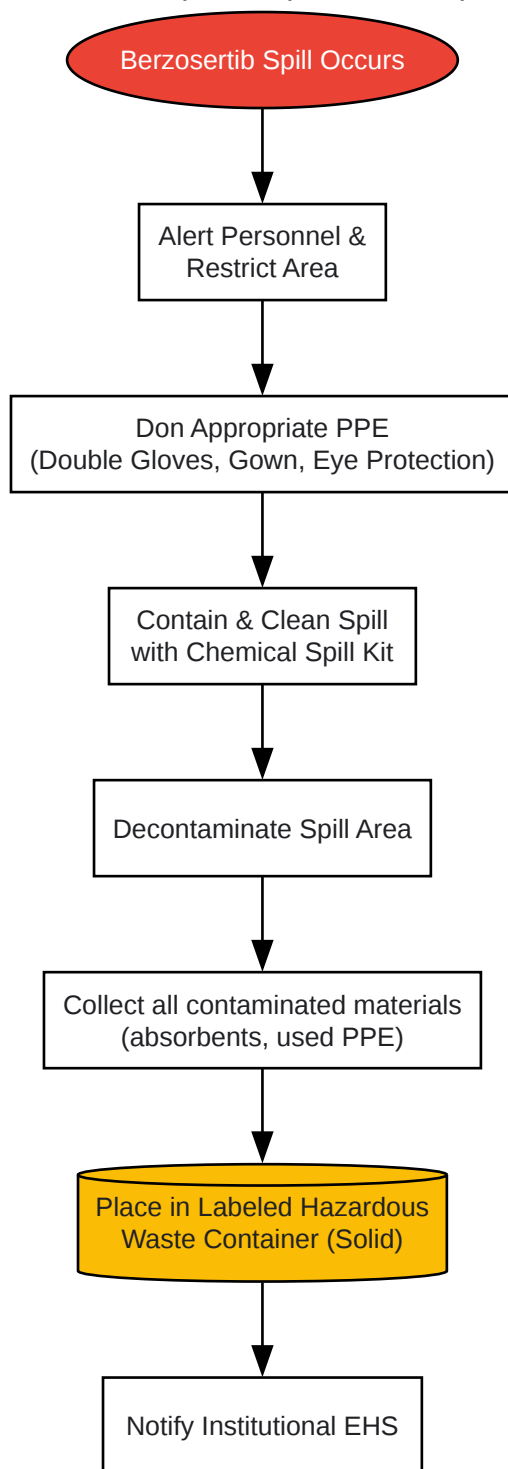 Berzosertib Spill Occurs
Alert Personnel &
Restrict Area
Don Appropriate PPE
(Double Gloves, Gown, Eye Protection)
Contain & Clean Spill
with Chemical Spill Kit
Decontaminate Spill Area
Collect all contaminated materials
(absorbents, used PPE)
Place in Labeled Hazardous
Waste Container (Solid)
Notify Institutional EHS